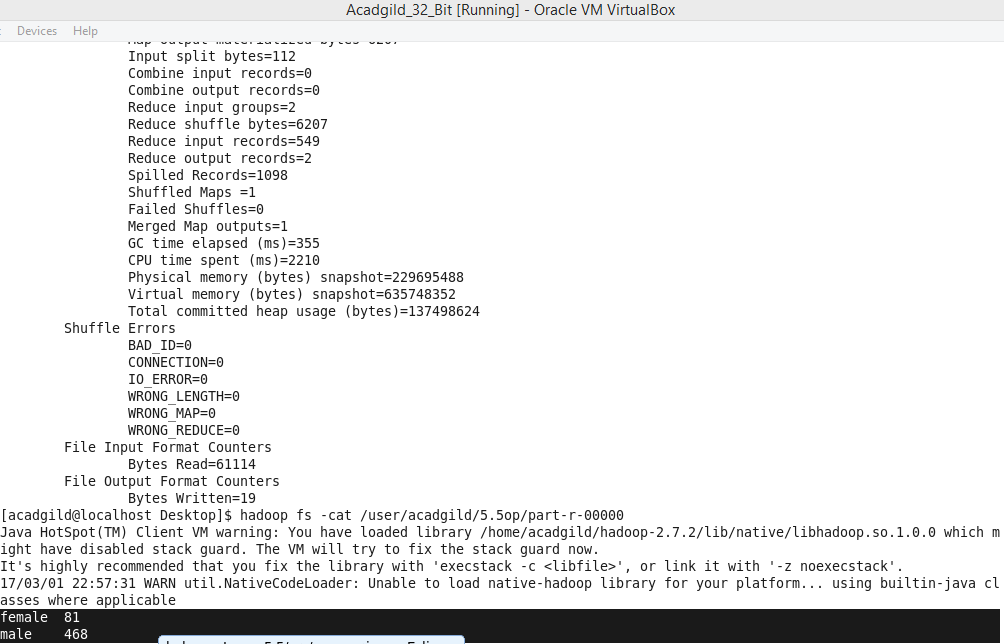 Acadgild_32_Bit [Running] - Oracle VM VirtualBox
Devices Help
Map output materialized bytes=6207
Input split bytes=112
Combine input records=0
Combine output records=0
Reduce input groups=2
Reduce shuffle bytes=6207
Reduce input records=549
Reduce output records=2
Spilled Records=1098
Shuffled Maps =1
Failed Shuffles=0
Merged Map outputs=1
GC time elapsed (ms)=355
CPU time spent (ms)=2210
Physical memory (bytes) snapshot=229695488
Virtual memory (bytes) snapshot=635748352
Total committed heap usage (bytes)=137498624
Shuffle Errors
BAD_ID=0
CONNECTION=0
IO_ERROR=0
WRONG_LENGTH=0
WRONG_MAP=0
WRONG_REDUCE=0
File Input Format Counters
Bytes Read=61114
File Output Format Counters
Bytes Written=19
[acadgild@localhost Desktop]$ hadoop fs -cat /user/acadgild/5.5op/part-r-00000
Java HotSpot(TM) Client VM warning: You have loaded library /home/acadgild/hadoop-2.7.2/lib/native/libhadoop.so.1.0.0 which m
ight have disabled stack guard. The VM will try to fix the stack guard now.
It's highly recommended that you fix the library with 'execstack -c <libfile>', or link it with '-z noexecstack'.
17/03/01 22:57:31 WARN util.NativeCodeLoader: Unable to load native-hadoop library for your platform... using builtin-java cl
asses where applicable
female 81
male 468